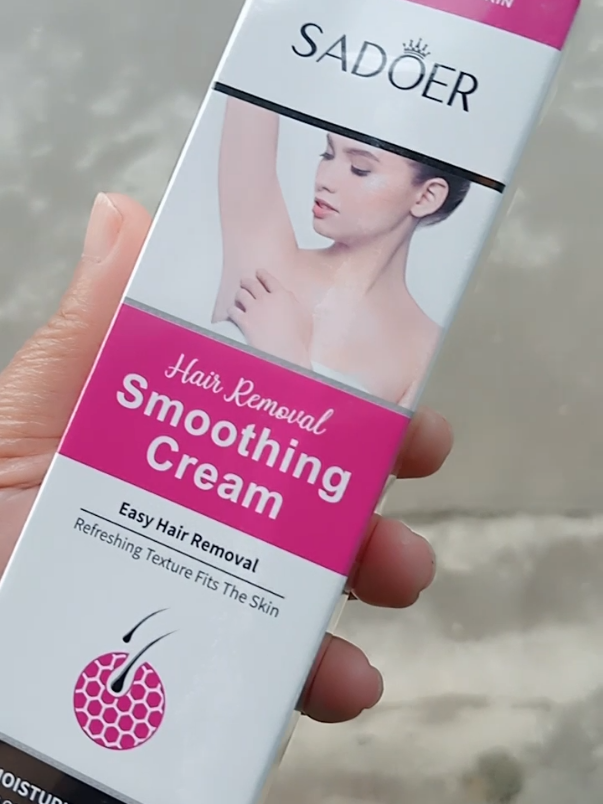 SADOER
Hair Removal
Smoothing
Cream
Easy Hair Removal
Refreshing Texture Fits The Skin